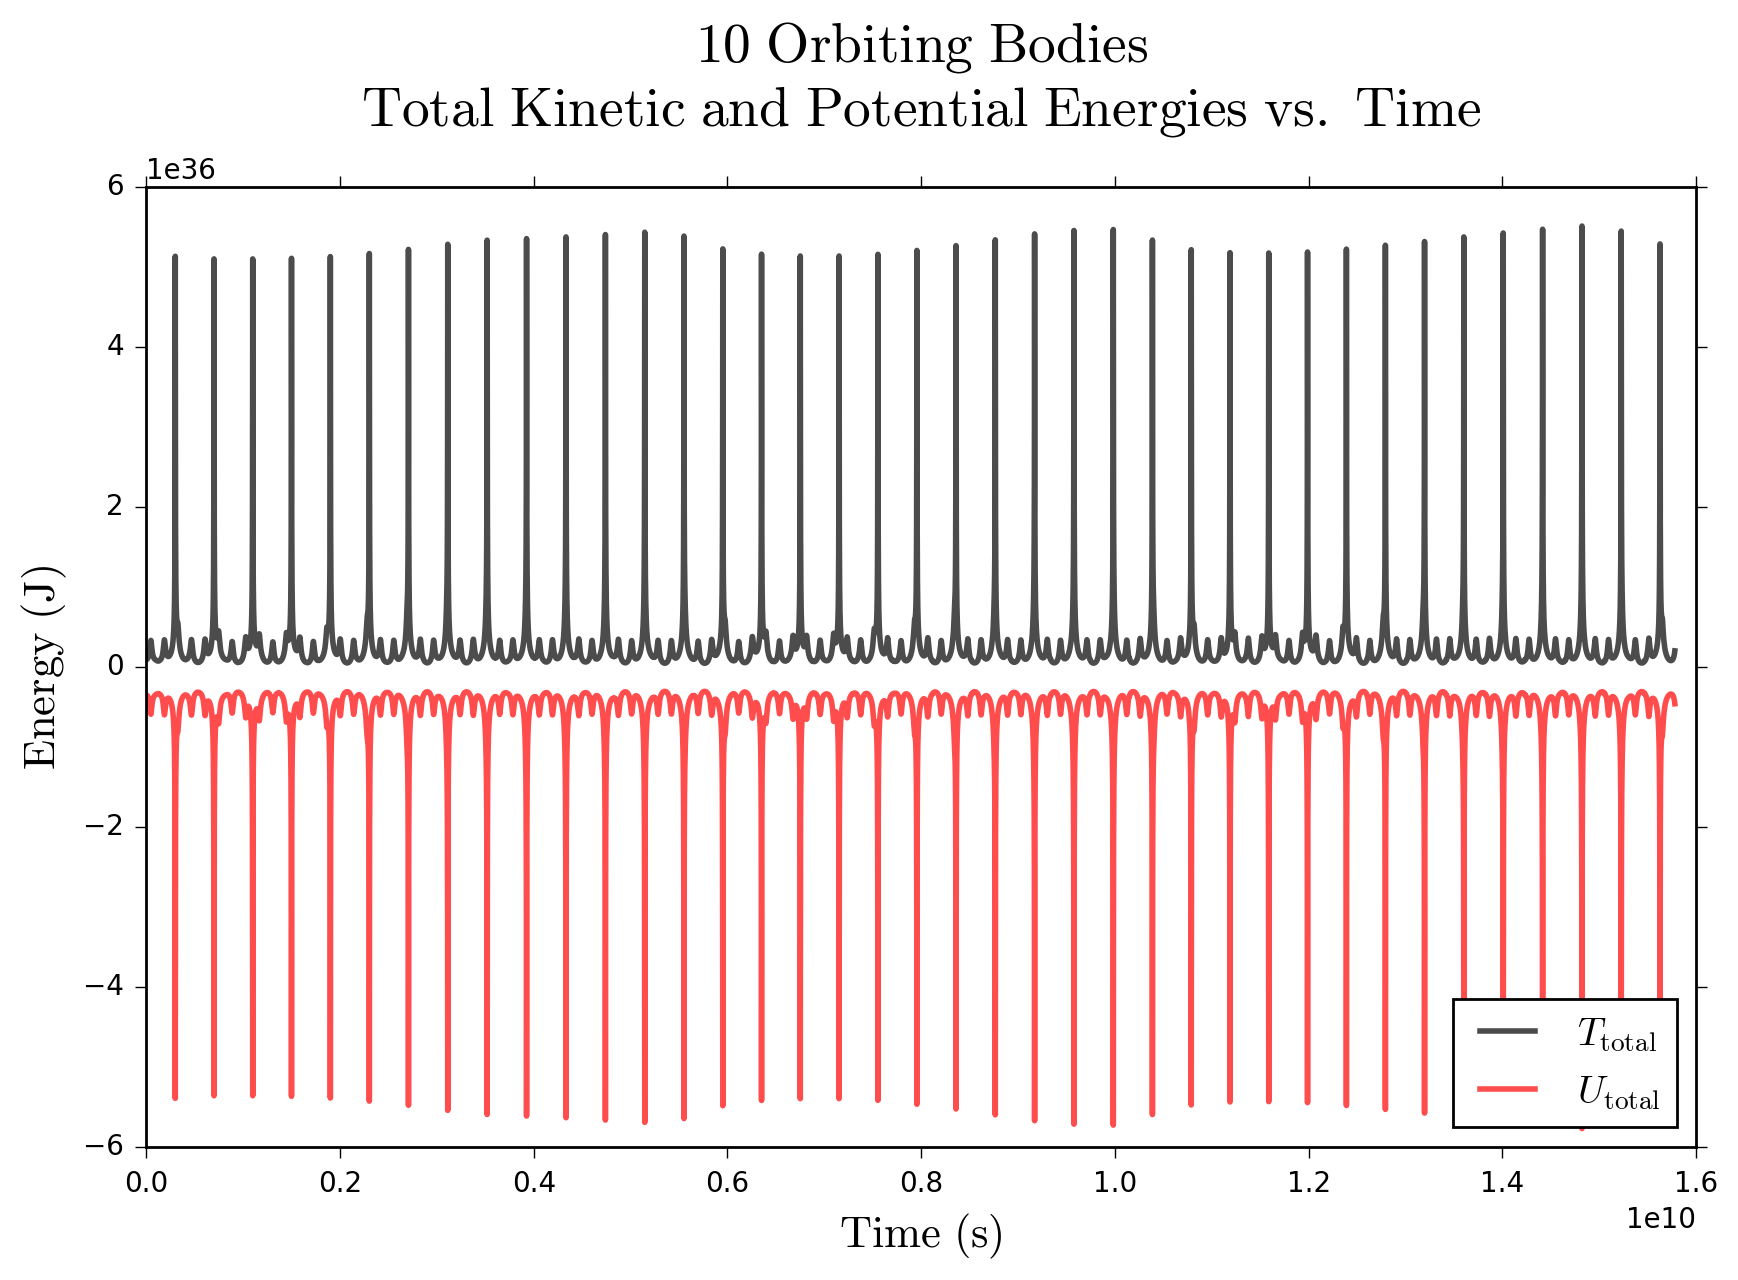 10 Orbiting Bodies
Total Kinetic and Potential Energies vs. Time
1e36
6
4
2
0
−2
−4
−6
Energy (J)
T_total
U_total
0.0 0.2 0.4 0.6 0.8 1.0 1.2 1.4 1.6
1e10
Time (s)